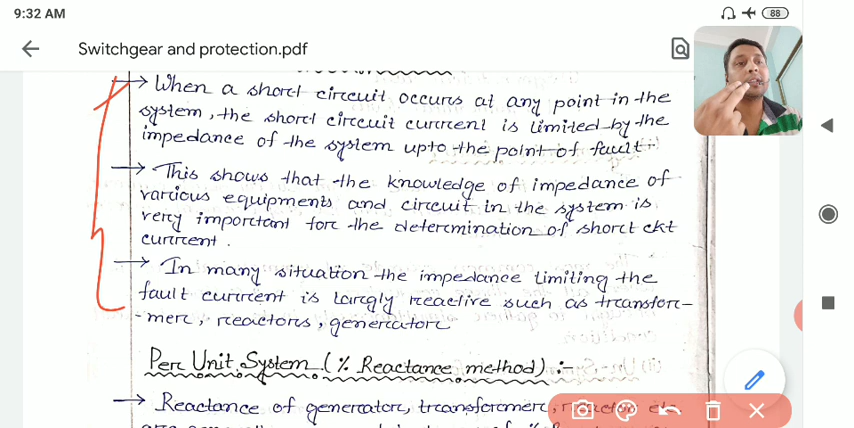 9:32 AM
88
Switchgear and protection.pdf
→ When a short circuit occurs at any point in the
system, the short circuit current is limited by the
impedance of the system upto the point of fault.
→ This shows that the knowledge of impedance of
various equipments and circuit in the system is
very important for the determination of short ckt
current.
→ In many situation the impedance limiting the
fault current is largly reactive such as transfor-
-mer, reactors, generator
Per Unit System (% Reactance method) :-
→ Reactance of generator, transformer, reactor etc.